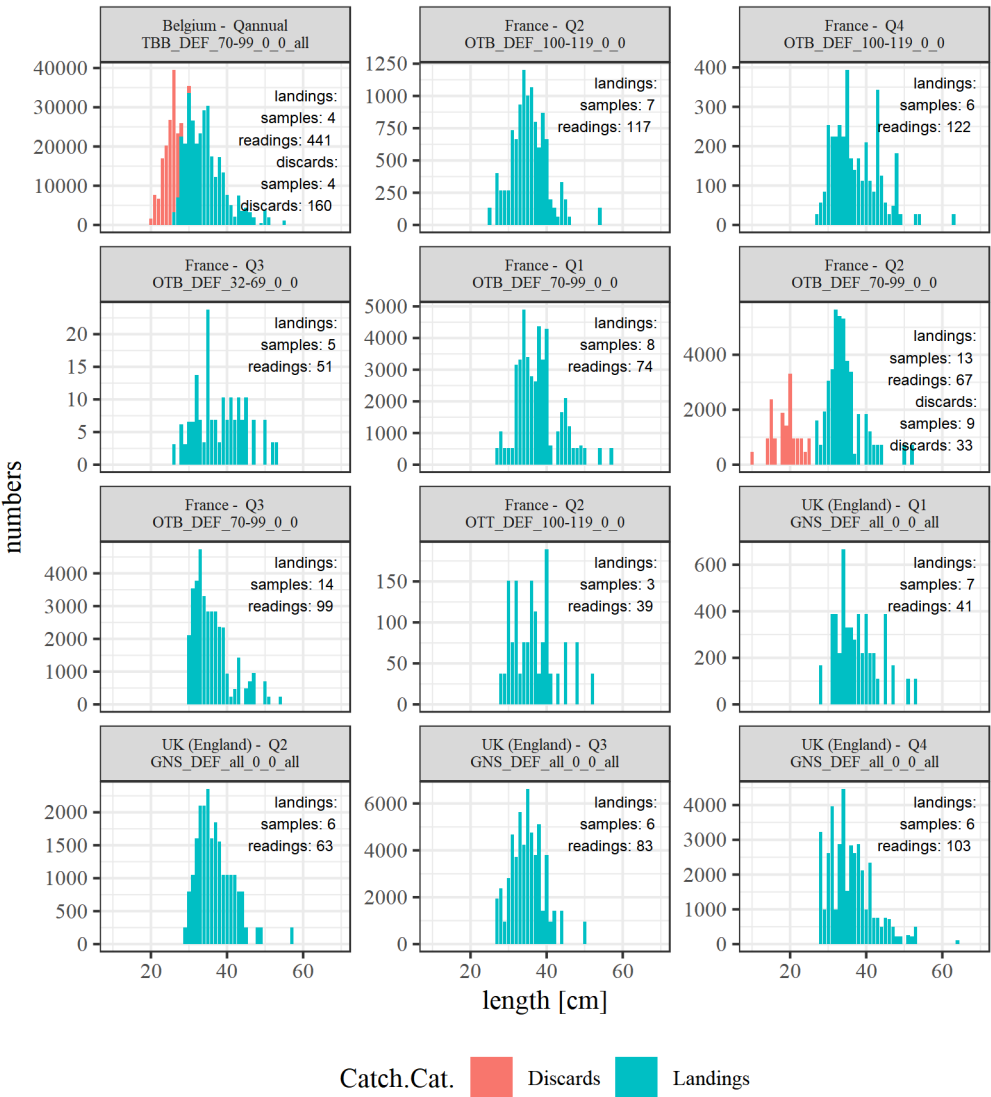 Belgium - Qannual
TBB_DEF_70-99_0_0_all
France - Q2
OTB_DEF_100-119_0_0
France - Q4
OTB_DEF_100-119_0_0
40000
30000
20000
10000
0
landings:
samples: 4
readings: 441
discards:
samples: 4
discards: 160
1250
1000
750
500
250
0
landings:
samples: 7
readings: 117
400
300
200
100
0
landings:
samples: 6
readings: 122
France - Q3
OTB_DEF_32-69_0_0
France - Q1
OTB_DEF_70-99_0_0
France - Q2
OTB_DEF_70-99_0_0
20
15
10
5
0
landings:
samples: 5
readings: 51
5000
4000
3000
2000
1000
0
landings:
samples: 8
readings: 74
4000
2000
0
landings:
samples: 13
readings: 67
discards:
samples: 9
discards: 33
numbers
France - Q3
OTB_DEF_70-99_0_0
France - Q2
OTT_DEF_100-119_0_0
UK (England) - Q1
GNS_DEF_all_0_0_all
4000
3000
2000
1000
0
landings:
samples: 14
readings: 99
150
100
50
0
landings:
samples: 3
readings: 39
600
400
200
0
landings:
samples: 7
readings: 41
UK (England) - Q2
GNS_DEF_all_0_0_all
UK (England) - Q3
GNS_DEF_all_0_0_all
UK (England) - Q4
GNS_DEF_all_0_0_all
2000
1500
1000
500
0
landings:
samples: 6
readings: 63
6000
4000
2000
0
landings:
samples: 6
readings: 83
4000
3000
2000
1000
0
landings:
samples: 6
readings: 103
20 40 60
20 40 60
20 40 60
length [cm]
Catch.Cat. Discards Landings